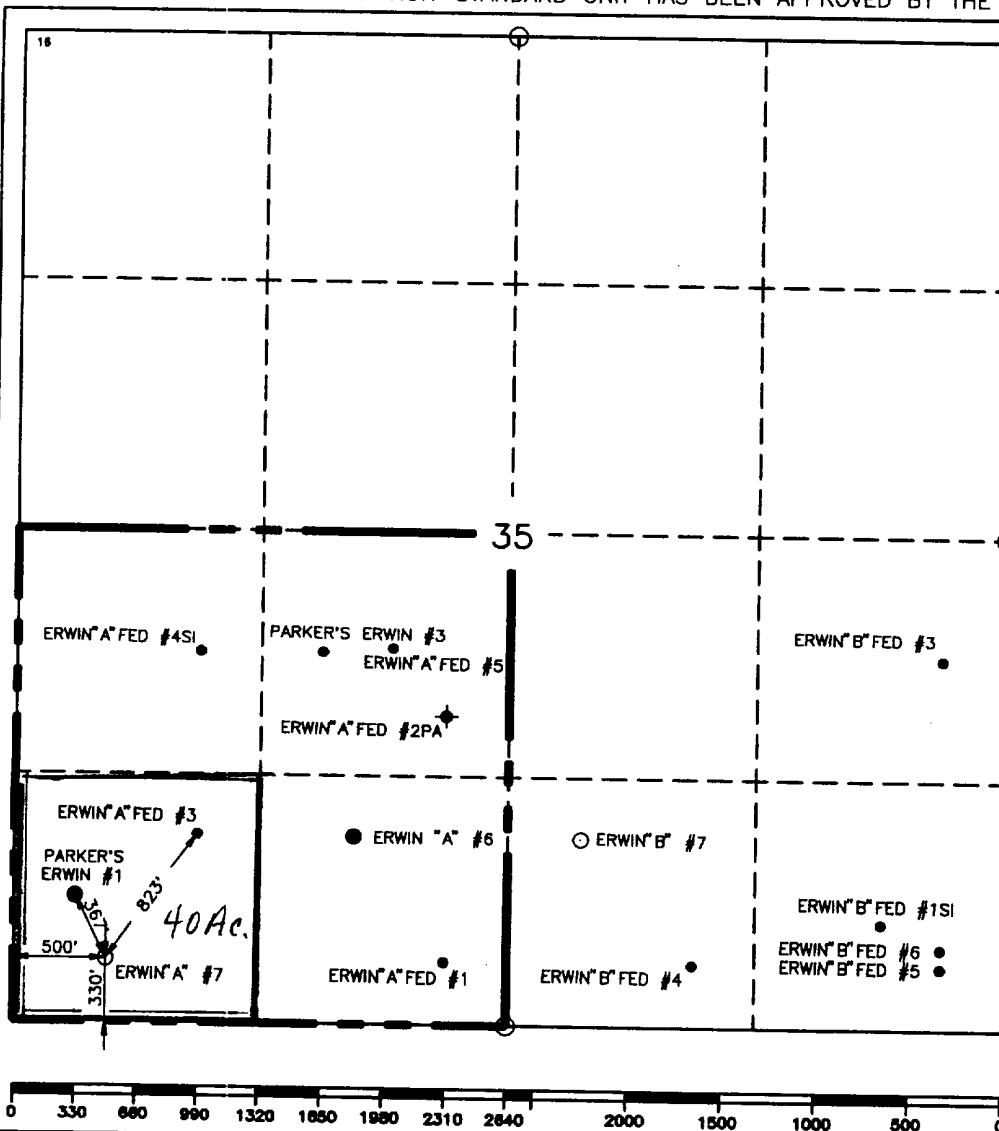 STANDARD UNIT HAS BEEN APPROVED BY THE
16
35
ERWIN"A"FED #4SI
PARKER'S ERWIN #3
ERWIN"A"FED #5
ERWIN"B"FED #3
ERWIN"A"FED #2PA
ERWIN"A"FED #3
ERWIN "A" #6
ERWIN"B" #7
PARKER'S
ERWIN #1
367'
823'
40 Ac.
ERWIN"B"FED #1SI
500'
ERWIN"B"FED #6
ERWIN"A" #7
ERWIN"A"FED #1
ERWIN"B"FED #4
ERWIN"B"FED #5
330'
0 330 660 990 1320 1650 1980 2310 2640 2000 1500 1000 500 0